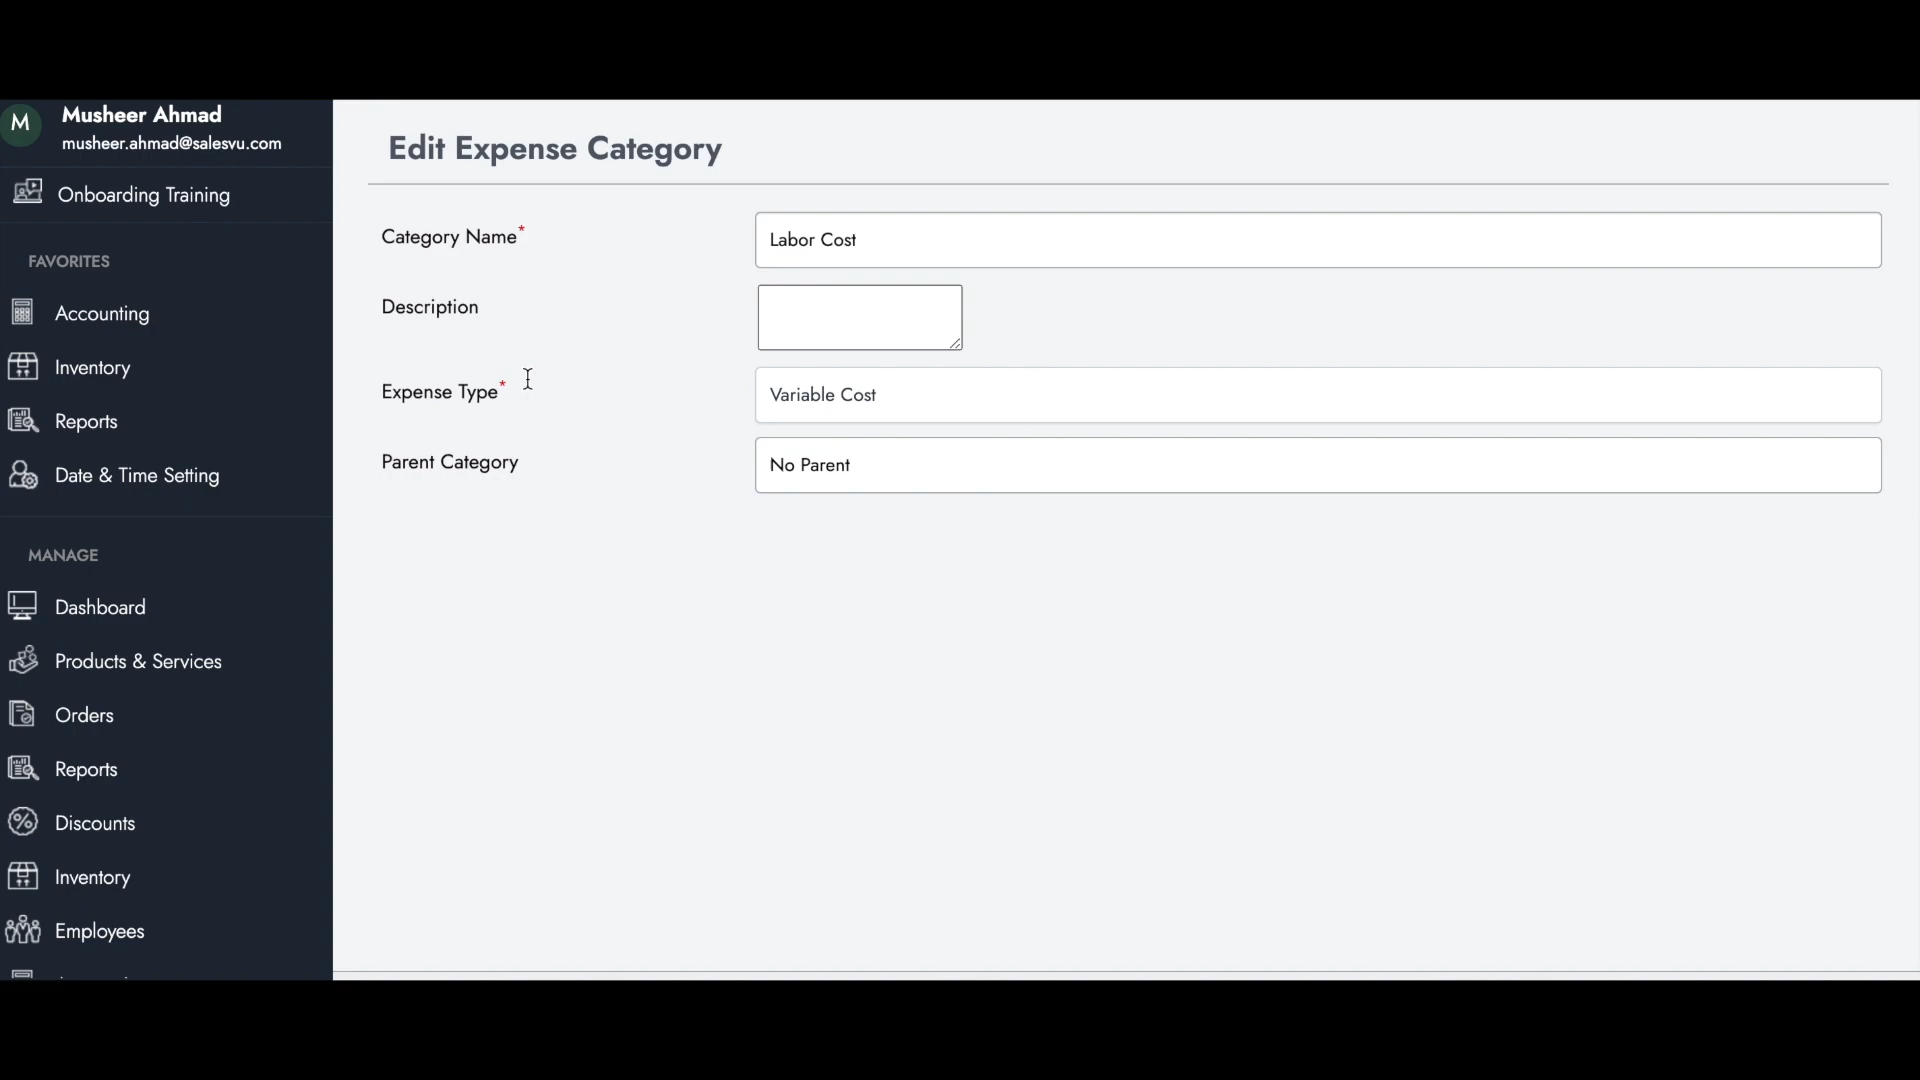 M
Musheer Ahmad
musheer.ahmad@salesvu.com
Onboarding Training
FAVORITES
Accounting
Inventory
Reports
Date & Time Setting
MANAGE
Dashboard
Products & Services
Orders
Reports
Discounts
Inventory
Employees
Edit Expense Category
Category Name*
Labor Cost
Description
Expense Type*
Variable Cost
Parent Category
No Parent